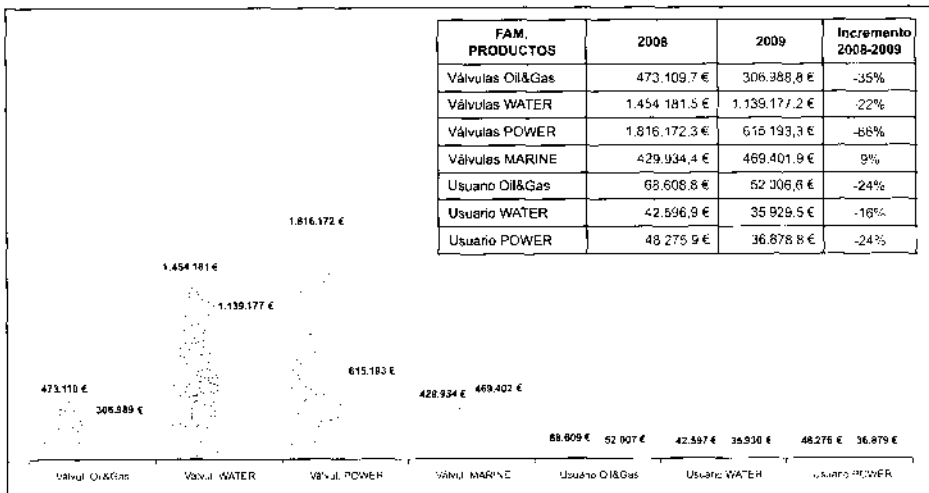 FAM. PRODUCTOS 2008 2009 Incremento 2008-2009
Válvulas Oil&Gas 473.109,7 € 306.988,8 € -35%
Válvulas WATER 1.454.181,5 € 1.139.177,2 € -22%
Válvulas POWER 1.816.172,3 € 615.193,3 € -66%
Válvulas MARINE 429.934,4 € 469.401,9 € 9%
Usuario Oil&Gas 68.608,8 € 52.006,6 € -24%
Usuario WATER 42.596,9 € 35.929,5 € -16%
Usuario POWER 48.275,9 € 36.878,8 € -24%
1.816.172 €
1.454.181 €
1.139.177 €
615.193 €
473.110 €
306.989 €
429.934 € 469.402 €
68.609 € 52.007 € 42.597 € 35.930 € 48.276 € 36.879 €
Válvul. Oil&Gas Válvul. WATER Válvul. POWER Válvul. MARINE Usuario Oil&Gas Usuario WATER Usuario POWER